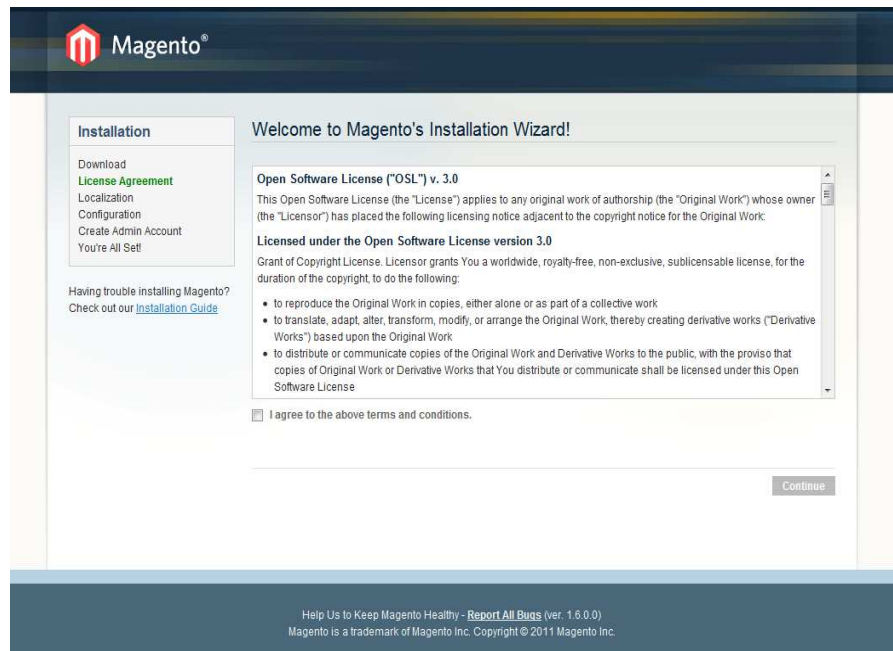 Magento®
Installation
Download
License Agreement
Localization
Configuration
Create Admin Account
You're All Set!
Having trouble installing Magento?
Check out our Installation Guide
Welcome to Magento's Installation Wizard!
Open Software License ("OSL") v. 3.0
This Open Software License (the "License") applies to any original work of authorship (the "Original Work") whose owner
(the "Licensor") has placed the following licensing notice adjacent to the copyright notice for the Original Work:
Licensed under the Open Software License version 3.0
Grant of Copyright License. Licensor grants You a worldwide, royalty-free, non-exclusive, sublicensable license, for the
duration of the copyright, to do the following:
• to reproduce the Original Work in copies, either alone or as part of a collective work
• to translate, adapt, alter, transform, modify, or arrange the Original Work, thereby creating derivative works ("Derivative
Works") based upon the Original Work
• to distribute or communicate copies of the Original Work and Derivative Works to the public, with the proviso that
copies of Original Work or Derivative Works that You distribute or communicate shall be licensed under this Open
Software License
I agree to the above terms and conditions.
Continue
Help Us to Keep Magento Healthy - Report All Bugs (ver. 1.6.0.0)
Magento is a trademark of Magento Inc. Copyright © 2011 Magento Inc.